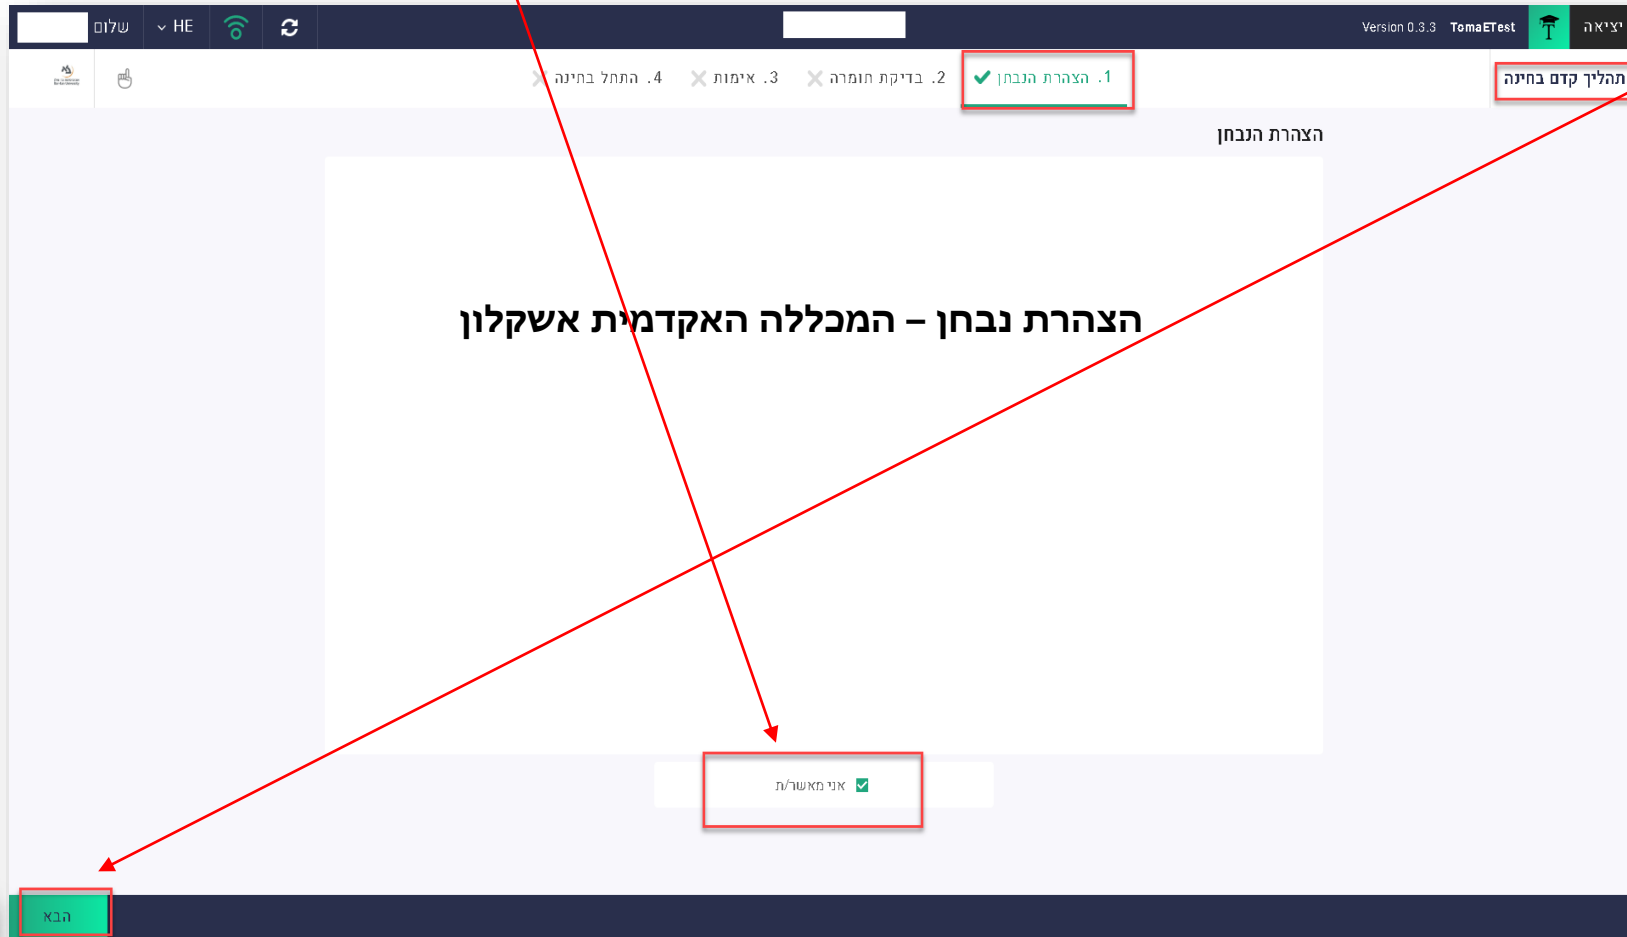 יציאה
TomaETest Version 0.3.3
HE
שלום
תהליך קדם בחינה
1. הצהרת הנבחן
2. בדיקת חומרה
3. אימות
4. התחל בחינה
הצהרת הנבחן
הצהרת נבחן – המכללה האקדמית אשקלון
אני מאשר/ת
הבא